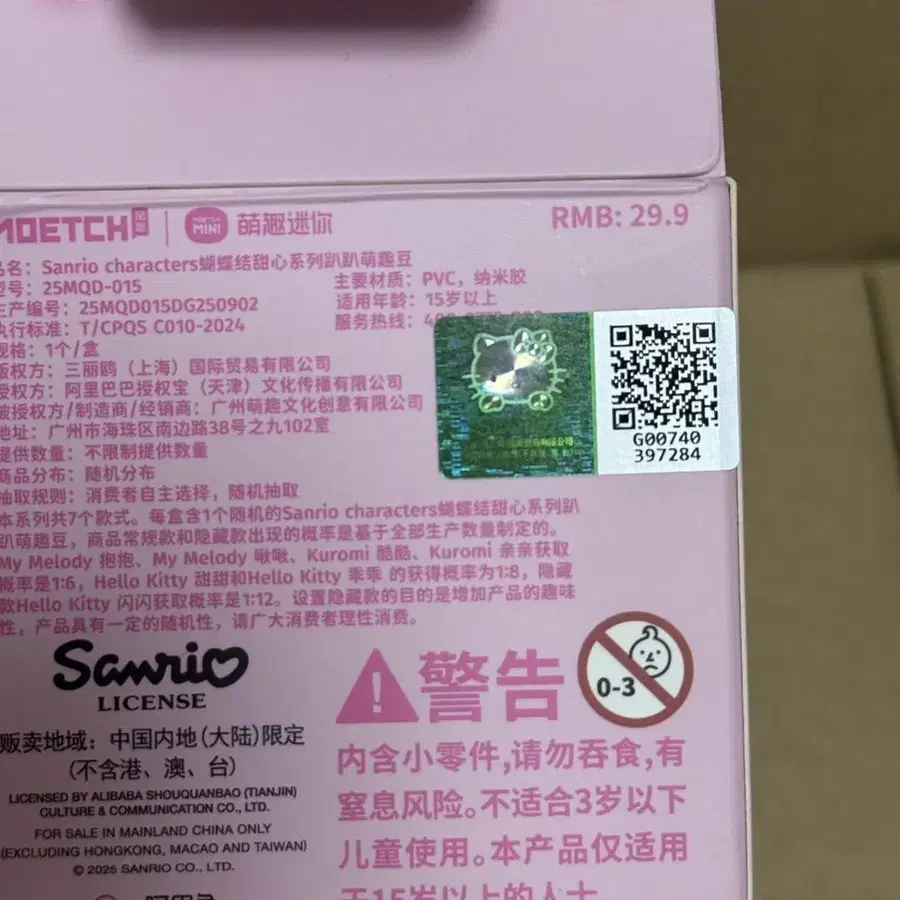 MOETCH
MINI
萌趣迷你
RMB: 29.9
品名：Sanrio characters蝴蝶结甜心系列趴趴萌趣豆
型号：25MQD-015
生产编号：25MQD015DG250902
执行标准：T/CPQS C010-2024
规格：1个/盒
主要材质：PVC，纳米胶
适用年龄：15岁以上
服务热线：
版权方：三丽鸥（上海）国际贸易有限公司
授权方：阿里巴巴授权宝（天津）文化传播有限公司
被授权方/制造商/经销商：广州萌趣文化创意有限公司
地址：广州市海珠区南边路38号之九102室
提供数量：不限制提供数量
商品分布：随机分布
抽取规则：消费者自主选择，随机抽取
本系列共7个款式。每盒含1个随机的Sanrio characters蝴蝶结甜心系列趴
趴萌趣豆，商品常规款和隐藏款出现的概率是基于全部生产数量制定的。
My Melody 抱抱、My Melody 啾啾、Kuromi 酷酷、Kuromi 亲亲获取
概率是1:6，Hello Kitty 甜甜和Hello Kitty 乖乖 的获得概率为1:8，隐藏
款Hello Kitty 闪闪获取概率是1:12。设置隐藏款的目的是增加产品的趣味
性，产品具有一定的随机性，请广大消费者理性消费。
G00740
397284
Sanrio
LICENSE
贩卖地域：中国内地（大陆）限定
（不含港、澳、台）
LICENSED BY ALIBABA SHOUQUANBAO (TIANJIN)
CULTURE & COMMUNICATION CO., LTD.
FOR SALE IN MAINLAND CHINA ONLY
(EXCLUDING HONGKONG, MACAO AND TAIWAN)
© 2025 SANRIO CO., LTD.
警告
0-3
内含小零件,请勿吞食,有
窒息风险。不适合3岁以下
儿童使用。本产品仅适用
于15岁以上的人士